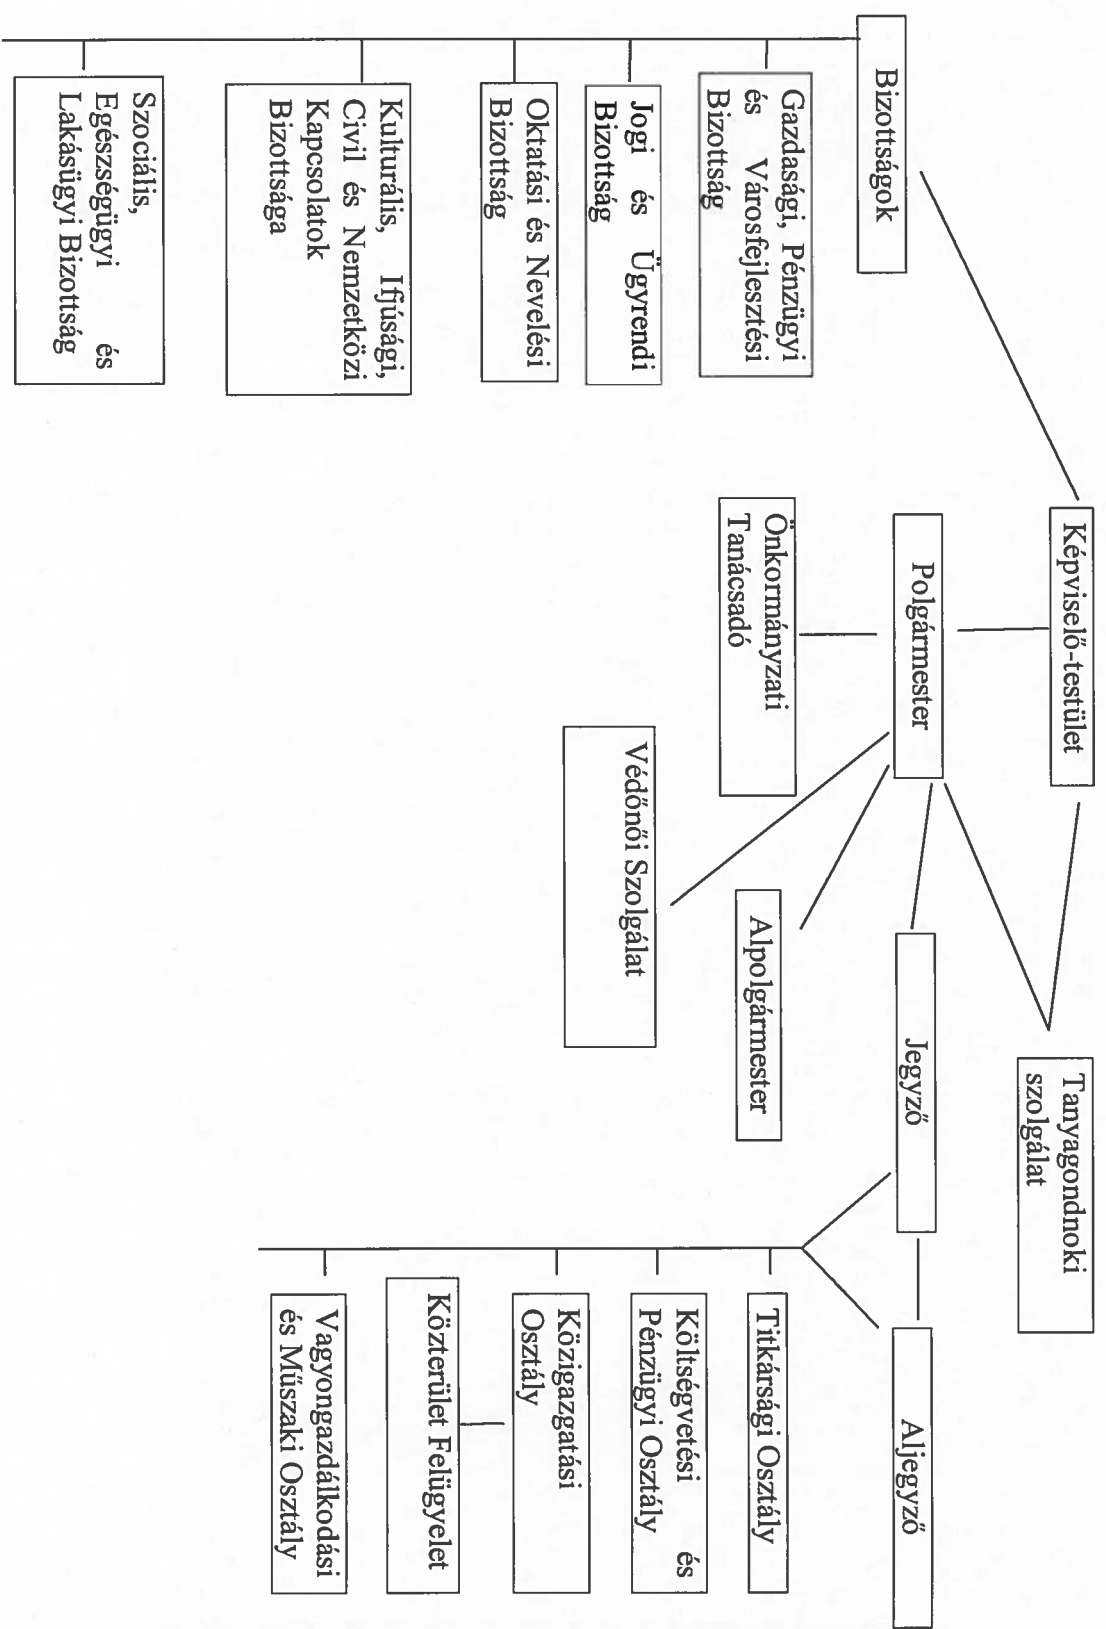 Képviselő-testület
Tanyagondnoki
szolgálat
Bizottságok
Polgármester
Jegyző
Aljegyző
Gazdasági, Pénzügyi
és Városfejlesztési
Bizottság
Jogi és Ügyrendi
Bizottság
Oktatási és Nevelési
Bizottság
Kulturális, Ifjúsági,
Civil és Nemzetközi
Kapcsolatok
Bizottsága
Szociális,
Egészségügyi és
Lakásügyi Bizottság
Önkormányzati
Tanácsadó
Védőnői Szolgálat
Alpolgármester
Titkársági Osztály
Költségvetési és
Pénzügyi Osztály
Közigazgatási
Osztály
Közterület Felügyelet
Vagyongazdálkodási
és Műszaki Osztály